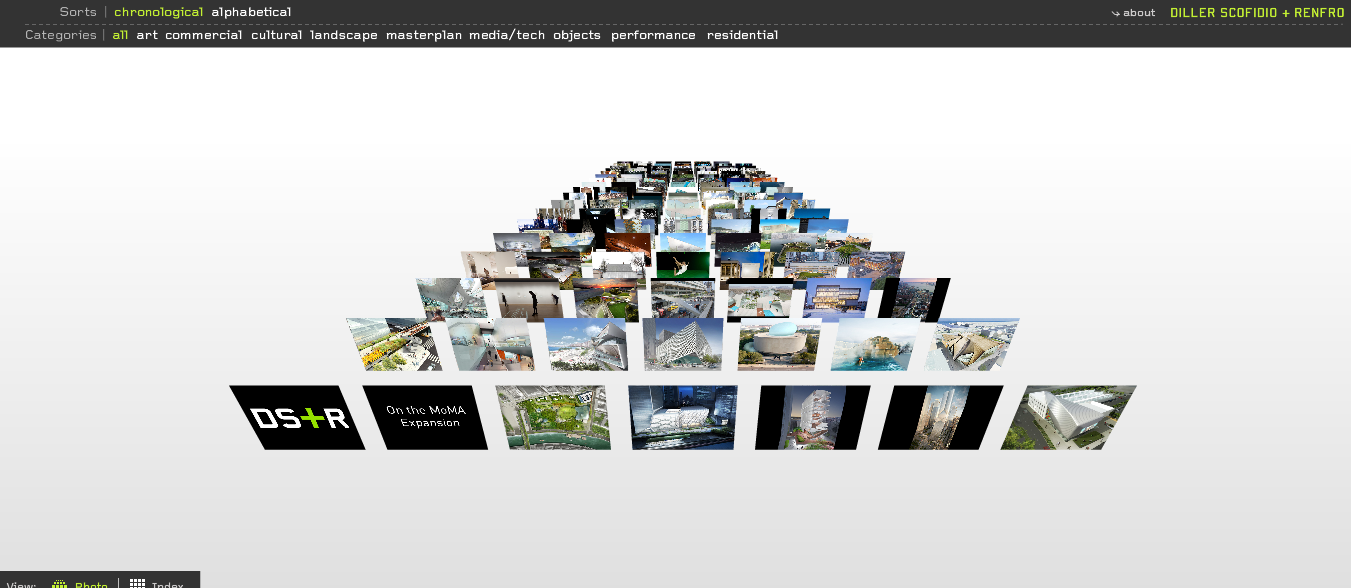 Sorts | chronological alphabetical
about DILLER SCOFIDIO + RENFRO
Categories | all art commercial cultural landscape masterplan media/tech objects performance residential
DS+R
On the MoMA
Expansion
View: Photo | Index